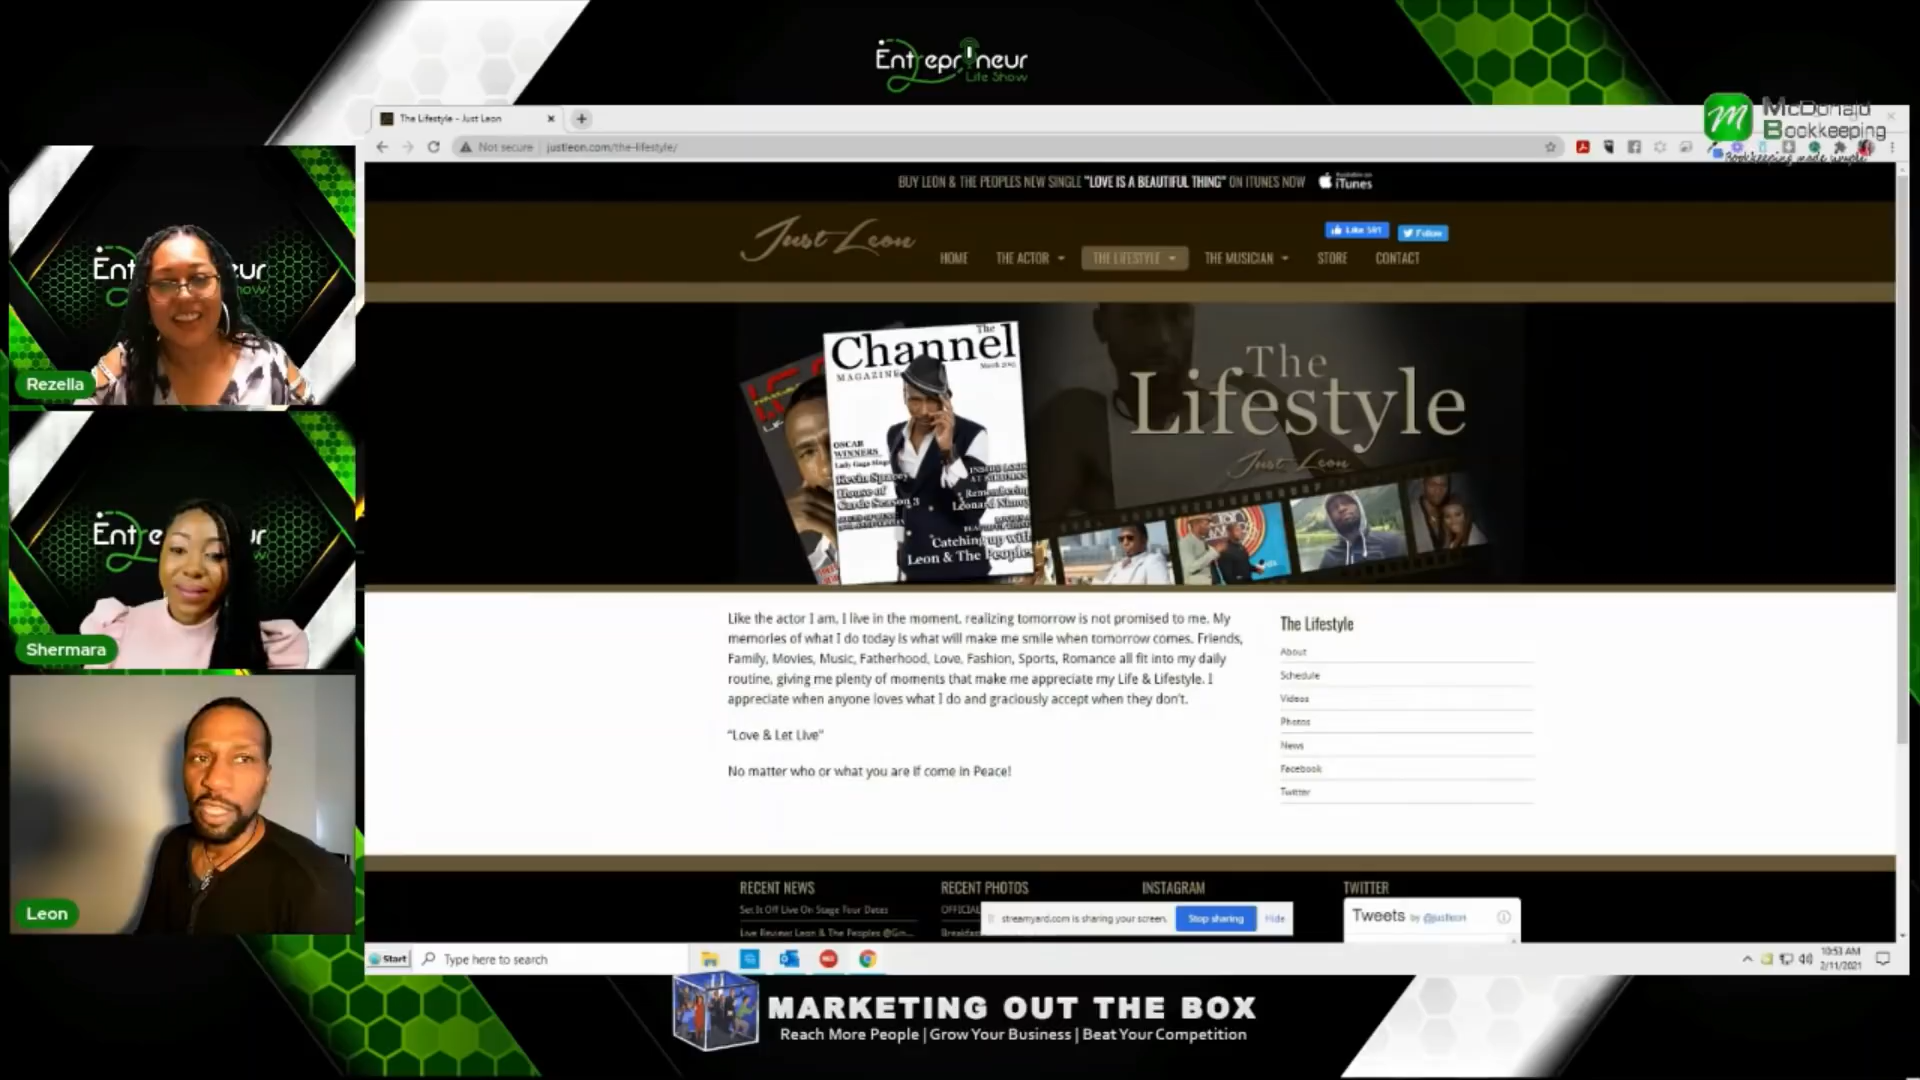 Entrepreneur
Life Show
McDonald
Bookkeeping
Bookkeeping made simple
The Lifestyle - Just Leon
Not secure | justleon.com/the-lifestyle/
BUY LEON & THE PEOPLES NEW SINGLE "LOVE IS A BEAUTIFUL THING" ON ITUNES NOW
iTunes
Just Leon
Like 591
Follow
HOME
THE ACTOR
THE LIFESTYLE
THE MUSICIAN
STORE
CONTACT
The
Channel
MAGAZINE
OSCAR
WINNERS
Kevin Spacey
House of
Cards Season 3
Remembering
Catching up with
Leon & The Peoples
The
Lifestyle
Just Leon
Like the actor I am, I live in the moment, realizing tomorrow is not promised to me. My
memories of what I do today is what will make me smile when tomorrow comes. Friends,
Family, Movies, Music, Fatherhood, Love, Fashion, Sports, Romance all fit into my daily
routine, giving me plenty of moments that make me appreciate my Life & Lifestyle. I
appreciate when anyone loves what I do and graciously accept when they don't.
"Love & Let Live"
No matter who or what you are if come in Peace!
The Lifestyle
About
Schedule
Videos
Photos
News
Facebook
Twitter
RECENT NEWS
Set It Off Live On Stage Tour Dates
Live Review: Leon & The Peoples @Gm...
RECENT PHOTOS
OFFICIAL
Breakfas
INSTAGRAM
TWITTER
Tweets by @justleon
streamyard.com is sharing your screen.
Stop sharing
Hide
Start
Type here to search
10:53 AM
2/11/2021
Rezella
Shermara
Leon
MARKETING OUT THE BOX
Reach More People | Grow Your Business | Beat Your Competition